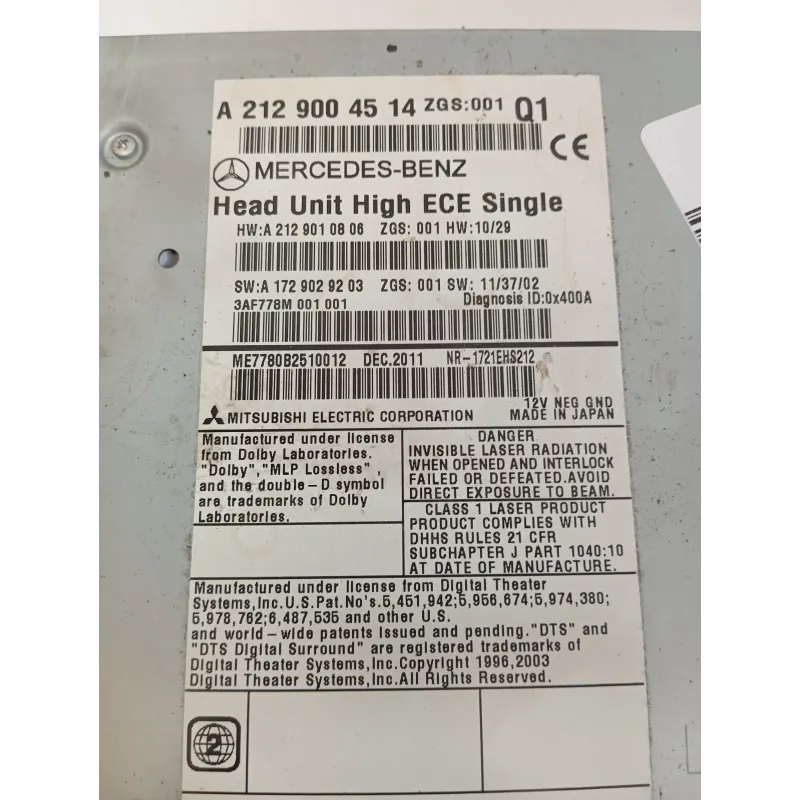 A 212 900 45 14 ZGS:001 Q1
CE
MERCEDES-BENZ
Head Unit High ECE Single
HW:A 212 901 08 06 ZGS: 001 HW:10/29
SW:A 172 902 92 03 ZGS: 001 SW: 11/37/02
3AF778M 001 001 Diagnosis ID:0x400A
ME7780B2510012 DEC.2011 NR-1721EHS212
12V NEG GND
MITSUBISHI ELECTRIC CORPORATION MADE IN JAPAN
Manufactured under license
from Dolby Laboratories.
"Dolby","MLP Lossless",
and the double-D symbol
are trademarks of Dolby
Laboratories.
DANGER
INVISIBLE LASER RADIATION
WHEN OPENED AND INTERLOCK
FAILED OR DEFEATED.AVOID
DIRECT EXPOSURE TO BEAM.
CLASS 1 LASER PRODUCT
PRODUCT COMPLIES WITH
DHHS RULES 21 CFR
SUBCHAPTER J PART 1040:10
AT DATE OF MANUFACTURE.
Manufactured under license from Digital Theater
Systems,Inc.U.S.Pat.No's.5,451,942;5,956,674;5,974,380;
5,978,762;6,487,535 and other U.S.
and world-wide patents issued and pending."DTS" and
"DTS Digital Surround" are registered trademarks of
Digital Theater Systems,Inc.Copyright 1996,2003
Digital Theater Systems,Inc.All Rights Reserved.
2